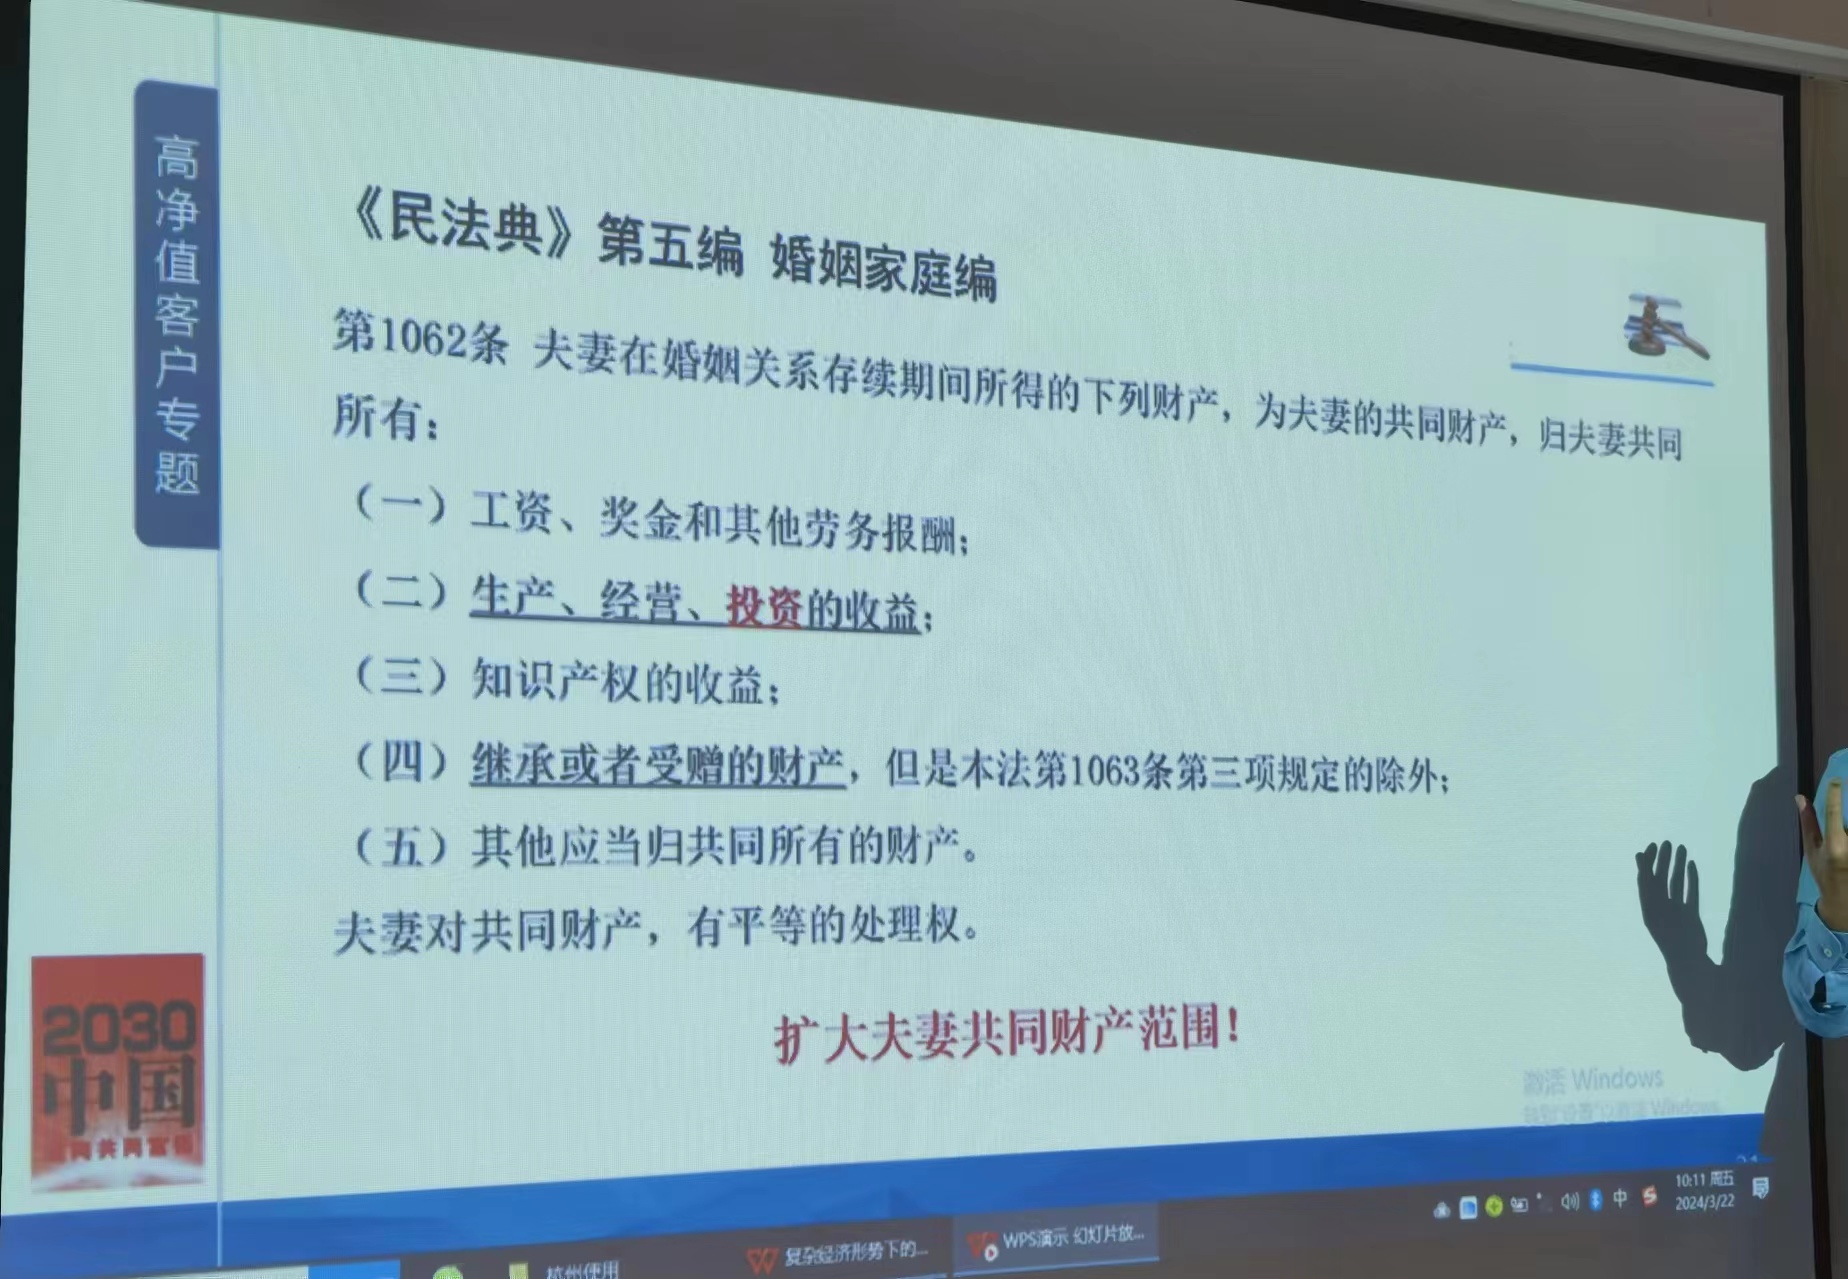 高净值客户专题
《民法典》第五编 婚姻家庭编
第1062条 夫妻在婚姻关系存续期间所得的下列财产，为夫妻的共同财产，归夫妻共同
所有：
（一）工资、奖金和其他劳务报酬；
（二）生产、经营、投资的收益；
（三）知识产权的收益；
（四）继承或者受赠的财产，但是本法第1063条第三项规定的除外；
（五）其他应当归共同所有的财产。
夫妻对共同财产，有平等的处理权。
扩大夫妻共同财产范围！
2030
中国
共同富裕
激活 Windows
杭州使用
复杂经济形势下的...
WPS演示 幻灯片放...
中
10:11 周五
2024/3/22